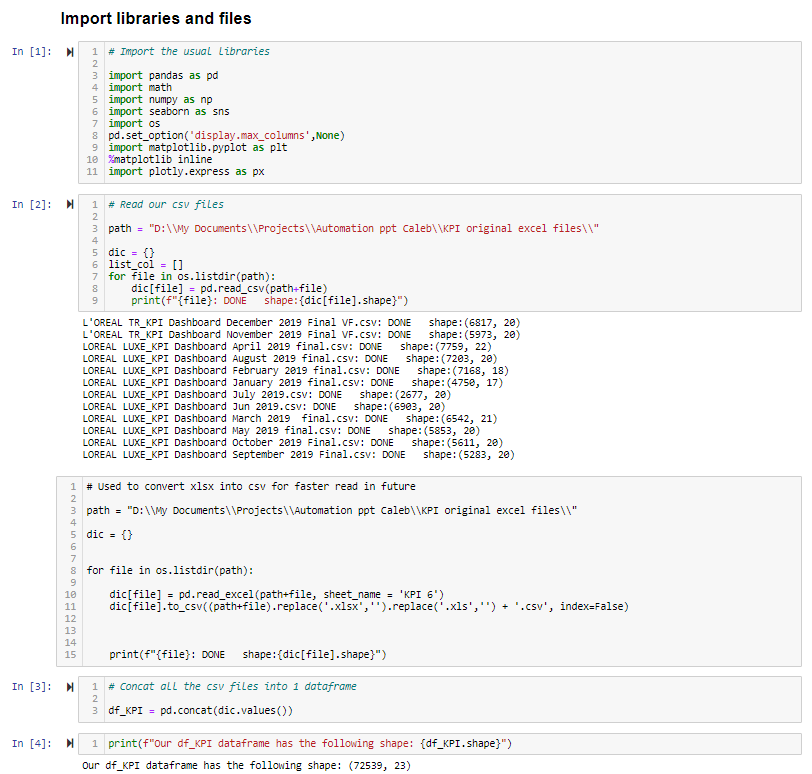 Import libraries and files
In [1]:
1 # Import the usual libraries
2
3 import pandas as pd
4 import math
5 import numpy as np
6 import seaborn as sns
7 import os
8 pd.set_option('display.max_columns',None)
9 import matplotlib.pyplot as plt
10 %matplotlib inline
11 import plotly.express as px
In [2]:
1 # Read our csv files
2
3 path = "D:\\My Documents\\Projects\\Automation ppt Caleb\\KPI original excel files\\"
4
5 dic = {}
6 list_col = []
7 for file in os.listdir(path):
8     dic[file] = pd.read_csv(path+file)
9     print(f"{file}: DONE   shape:{dic[file].shape}")
L'OREAL TR_KPI Dashboard December 2019 Final VF.csv: DONE   shape:(6817, 20)
L'OREAL TR_KPI Dashboard November 2019 Final VF.csv: DONE   shape:(5973, 20)
LOREAL LUXE_KPI Dashboard April 2019 final.csv: DONE   shape:(7759, 22)
LOREAL LUXE_KPI Dashboard August 2019 final.csv: DONE   shape:(7203, 20)
LOREAL LUXE_KPI Dashboard February 2019 final.csv: DONE   shape:(7168, 18)
LOREAL LUXE_KPI Dashboard January 2019 final.csv: DONE   shape:(4750, 17)
LOREAL LUXE_KPI Dashboard July 2019.csv: DONE   shape:(2677, 20)
LOREAL LUXE_KPI Dashboard Jun 2019.csv: DONE   shape:(6903, 20)
LOREAL LUXE_KPI Dashboard March 2019  final.csv: DONE   shape:(6542, 21)
LOREAL LUXE_KPI Dashboard May 2019 final.csv: DONE   shape:(5853, 20)
LOREAL LUXE_KPI Dashboard October 2019 Final.csv: DONE   shape:(5611, 20)
LOREAL LUXE_KPI Dashboard September 2019 Final.csv: DONE   shape:(5283, 20)
1 # Used to convert xlsx into csv for faster read in future
2
3 path = "D:\\My Documents\\Projects\\Automation ppt Caleb\\KPI original excel files\\"
4
5 dic = {}
6
7
8 for file in os.listdir(path):
9
10     dic[file] = pd.read_excel(path+file, sheet_name = 'KPI 6')
11     dic[file].to_csv((path+file).replace('.xlsx','').replace('.xls','') + '.csv', index=False)
12
13
14
15     print(f"{file}: DONE   shape:{dic[file].shape}")
In [3]:
1 # Concat all the csv files into 1 dataframe
2
3 df_KPI = pd.concat(dic.values())
In [4]:
1 print(f"Our df_KPI dataframe has the following shape: {df_KPI.shape}")
Our df_KPI dataframe has the following shape: (72539, 23)